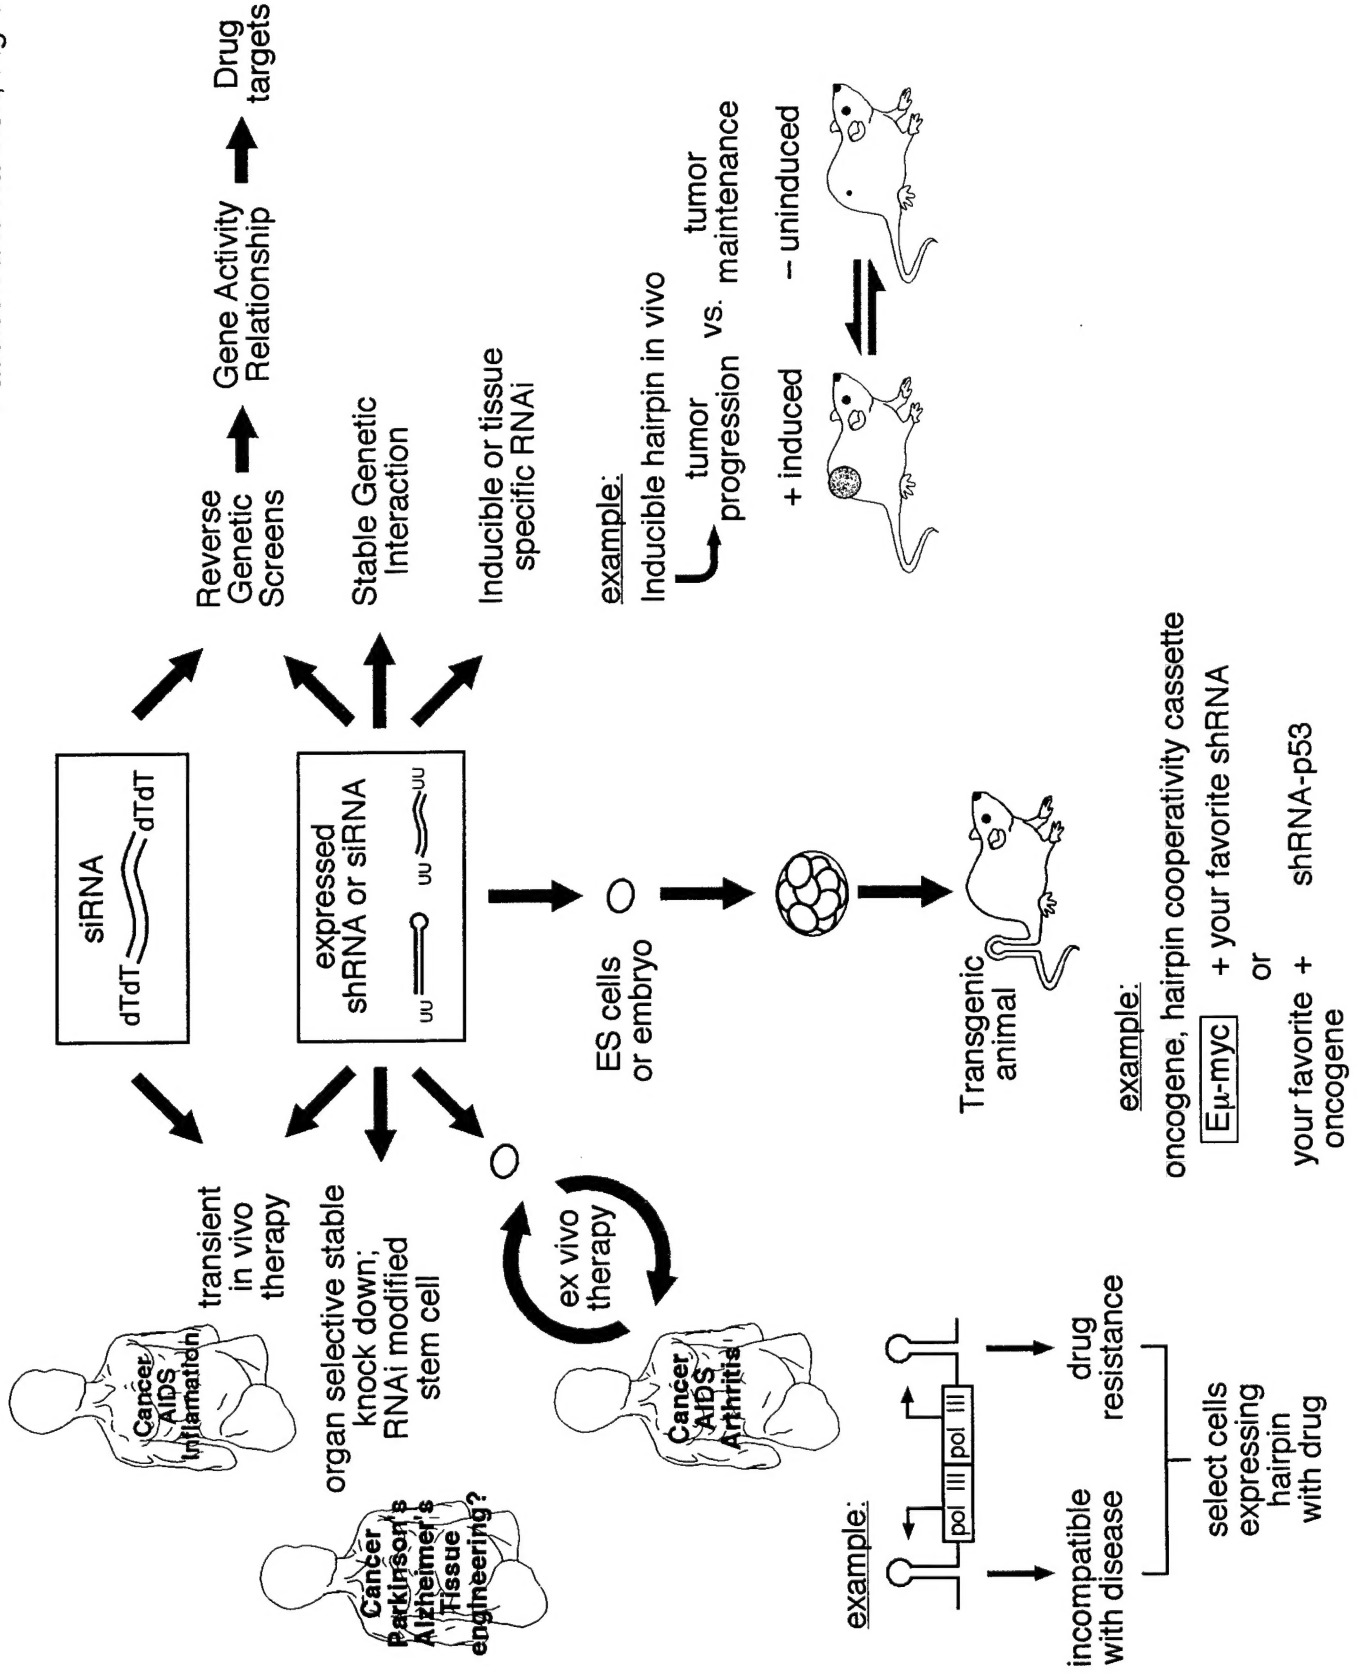 siRNA
dTdT
dTdT
expressed
shRNA or siRNA
UU
UU
UU
Reverse
Genetic
Screens
Gene Activity
Relationship
Drug
targets
Stable Genetic
Interaction
Inducible or tissue
specific RNAi
example:
Inducible hairpin in vivo
tumor
progression
vs.
tumor
maintenance
+ induced
– uninduced
transient
in vivo
therapy
Cancer
AIDS
Inflamation
organ selective stable
knock down;
RNAi modified
stem cell
Cancer
Parkinson's
Alzheimer's
Tissue
engineering?
ex vivo
therapy
Cancer
AIDS
Arthritis
ES cells
or embryo
Transgenic
animal
example:
oncogene, hairpin cooperativity cassette
Eμ-myc + your favorite shRNA
or
your favorite + shRNA-p53
oncogene
example:
pol III pol III
incompatible
with disease
drug
resistance
select cells
expressing
hairpin
with drug